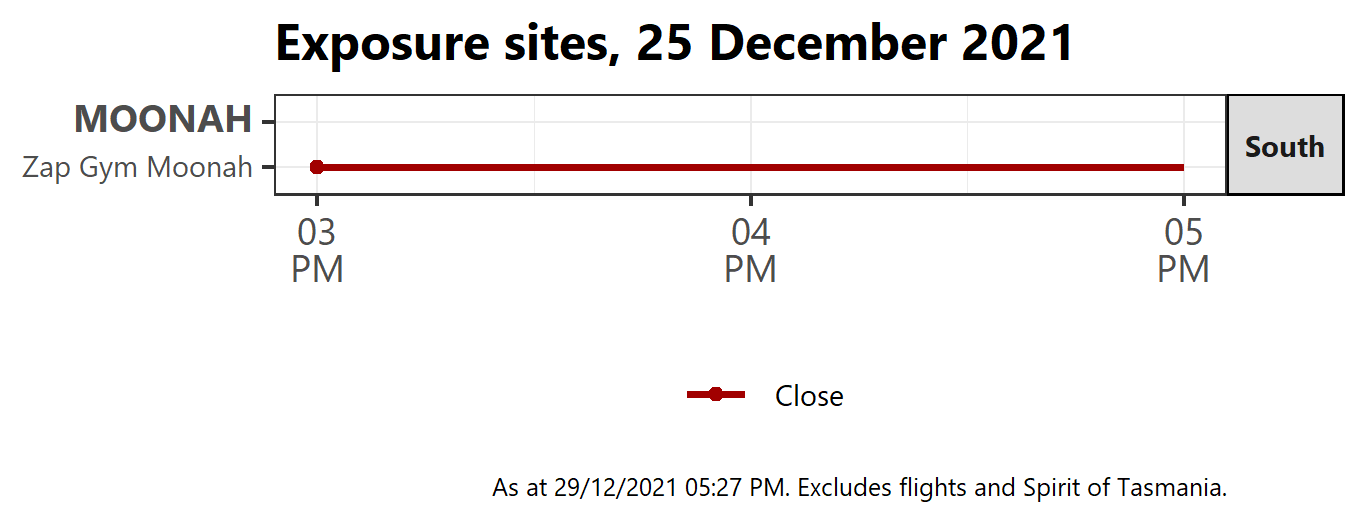 Exposure sites, 25 December 2021
MOONAH
Zap Gym Moonah
South
03
PM
04
PM
05
PM
Close
As at 29/12/2021 05:27 PM. Excludes flights and Spirit of Tasmania.